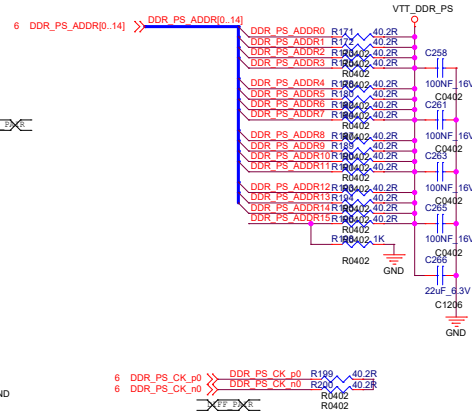 VTT_DDR_PS
6 DDR_PS_ADDR[0..14] DDR_PS_ADDR[0..14]
DDR_PS_ADDR0 R171 40.2R
DDR_PS_ADDR1 40.2R
DDR_PS_ADDR2 40.2R
DDR_PS_ADDR3 40.2R
R0402
C258
100NF_16V
C0402
DDR_PS_ADDR4 40.2R
DDR_PS_ADDR5 40.2R
DDR_PS_ADDR6 40.2R
DDR_PS_ADDR7 40.2R
R0402
C261
100NF_16V
C0402
DDR_PS_ADDR8 40.2R
DDR_PS_ADDR9 R189 40.2R
DDR_PS_ADDR10 40.2R
DDR_PS_ADDR11 40.2R
R0402
C263
100NF_16V
C0402
DDR_PS_ADDR12 40.2R
DDR_PS_ADDR13 R194 40.2R
DDR_PS_ADDR14 40.2R
DDR_PS_ADDR15 40.2R
R0402
C265
100NF_16V
C0402
1K
R0402
GND
C266
22uF_6.3V
C1206
GND
6 DDR_PS_CK_p0 DDR_PS_CK_p0 R199 40.2R
6 DDR_PS_CK_n0 DDR_PS_CK_n0 R200 40.2R
R0402
R0402